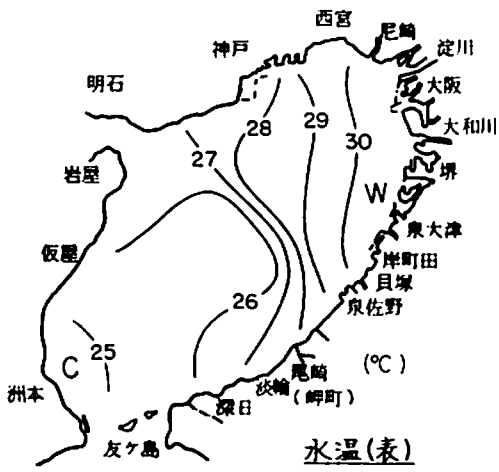 西宮
尼崎
淀川
神戸
大阪
明石
28
29
30
大和川
27
堺
岩屋
W
泉大津
仮屋
岸町田
貝塚
26
泉佐野
25
C
尾崎
(℃)
淡輪
(岬町)
洲本
深日
友ヶ島
水温(表)